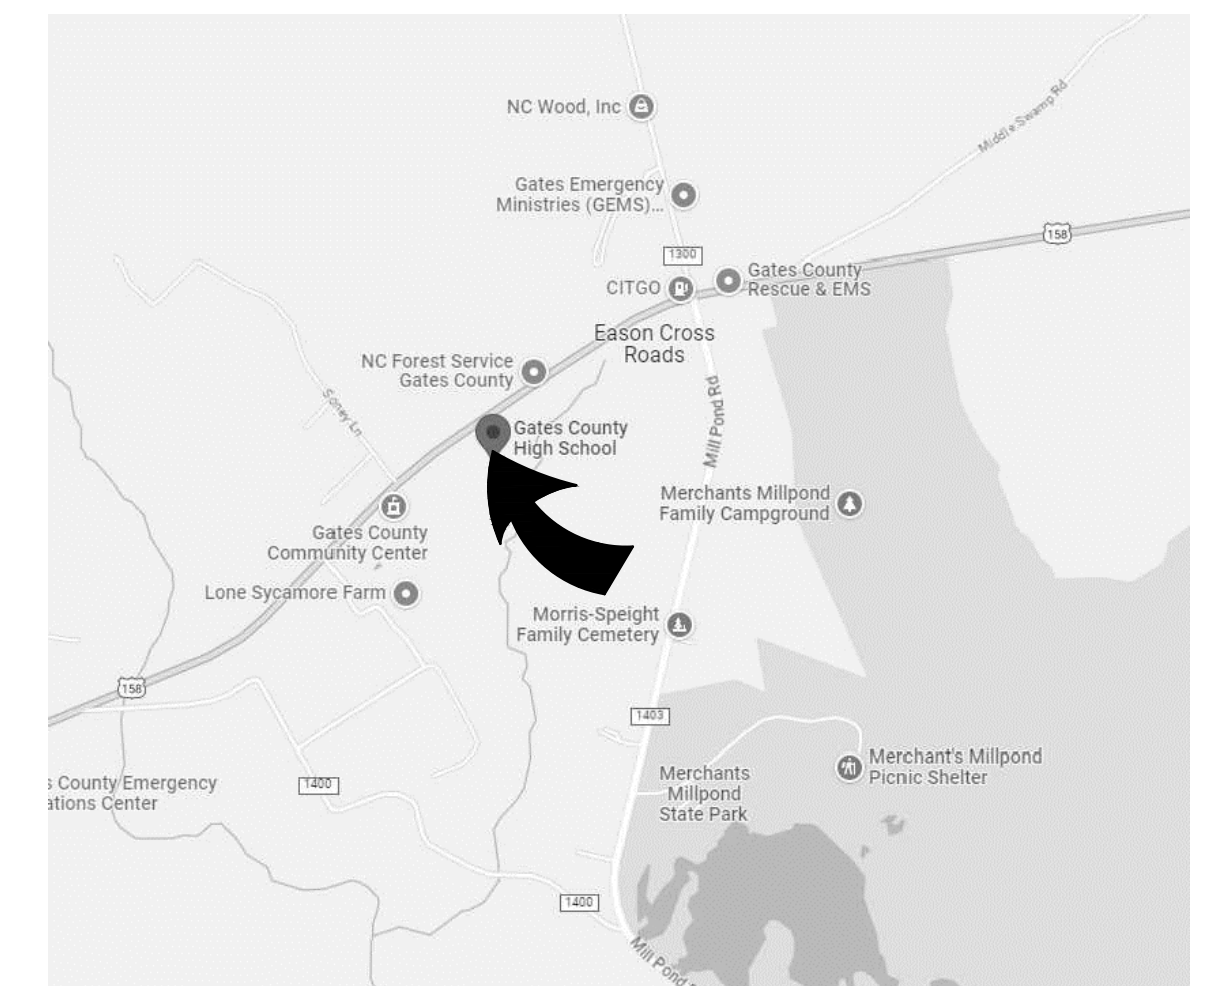 NC Wood, Inc
Middle Swamp Rd
Gates Emergency
Ministries (GEMS)...
158
1300
Gates County
Rescue & EMS
CITGO
Eason Cross
Roads
NC Forest Service
Gates County
Soney Ln
Mill Pond Rd
Gates County
High School
Merchants Millpond
Family Campground
Gates County
Community Center
Lone Sycamore Farm
Morris-Speight
Family Cemetery
158
1403
Merchant's Millpond
Picnic Shelter
Merchants
Millpond
State Park
s County Emergency
ations Center
1400
1400
Mill Pond